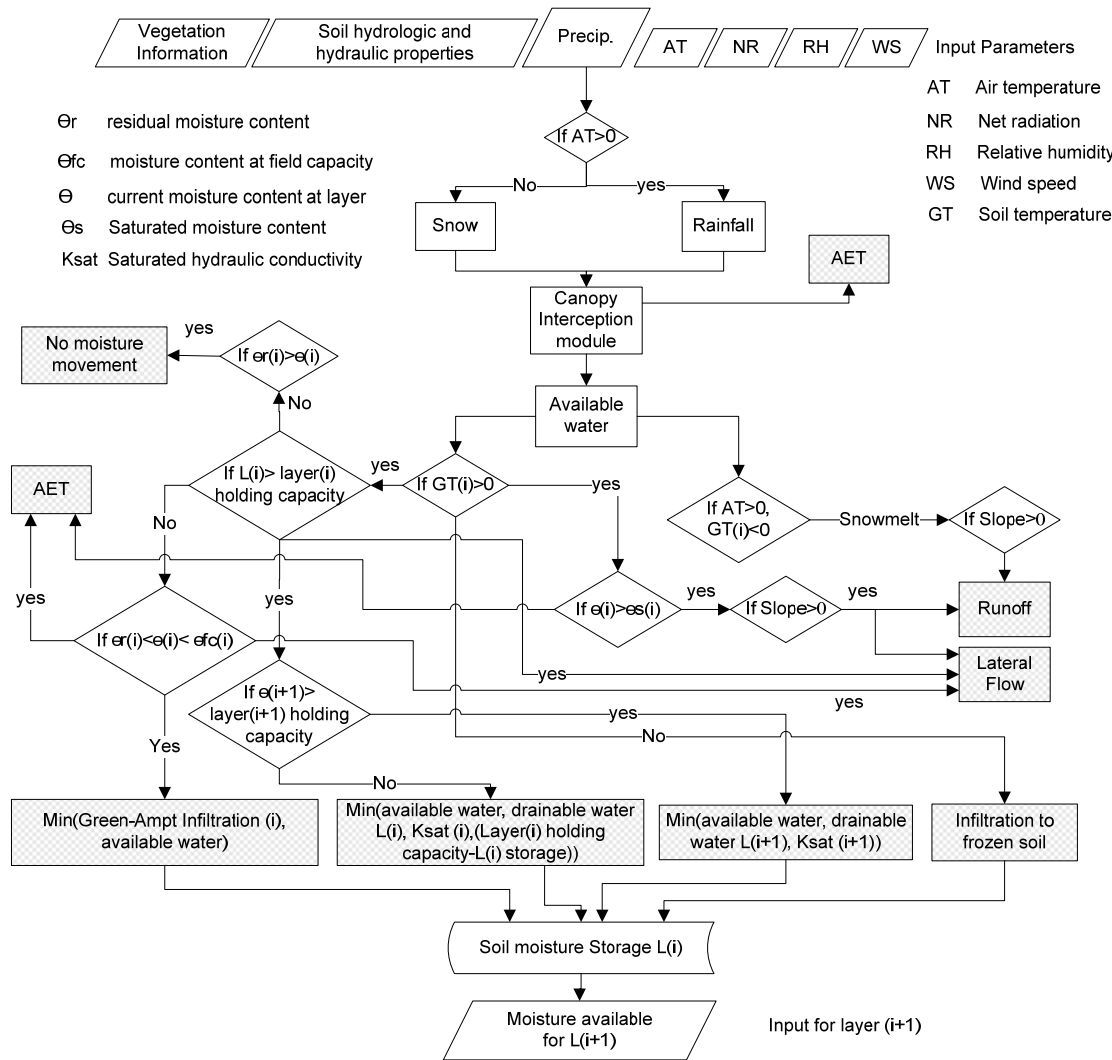 Vegetation
Information
Soil hydrologic and
hydraulic properties
Precip.
AT
NR
RH
WS
Input Parameters
AT Air temperature
NR Net radiation
RH Relative humidity
WS Wind speed
GT Soil temperature
Ɵr residual moisture content
Ɵfc moisture content at field capacity
Ɵ current moisture content at layer
Ɵs Saturated moisture content
Ksat Saturated hydraulic conductivity
If AT>0
No
yes
Snow
Rainfall
AET
Canopy
Interception
module
yes
No moisture
movement
If ɵr(i)>ɵ(i)
No
Available
water
If L(i)> layer(i)
holding capacity
yes
If GT(i)>0
yes
If AT>0,
GT(i)<0
Snowmelt
If Slope>0
AET
No
yes
yes
If ɵ(i)>ɵs(i)
yes
If Slope>0
yes
Runoff
If ɵr(i)<ɵ(i)< ɵfc(i)
Lateral
Flow
yes
yes
If ɵ(i+1)>
layer(i+1) holding
capacity
yes
Yes
No
No
Min(Green-Ampt Infiltration (i),
available water)
Min(available water, drainable water
L(i), Ksat (i),(Layer(i) holding
capacity-L(i) storage))
Min(available water, drainable
water L(i+1), Ksat (i+1))
Infiltration to
frozen soil
Soil moisture Storage L(i)
Moisture available
for L(i+1)
Input for layer (i+1)